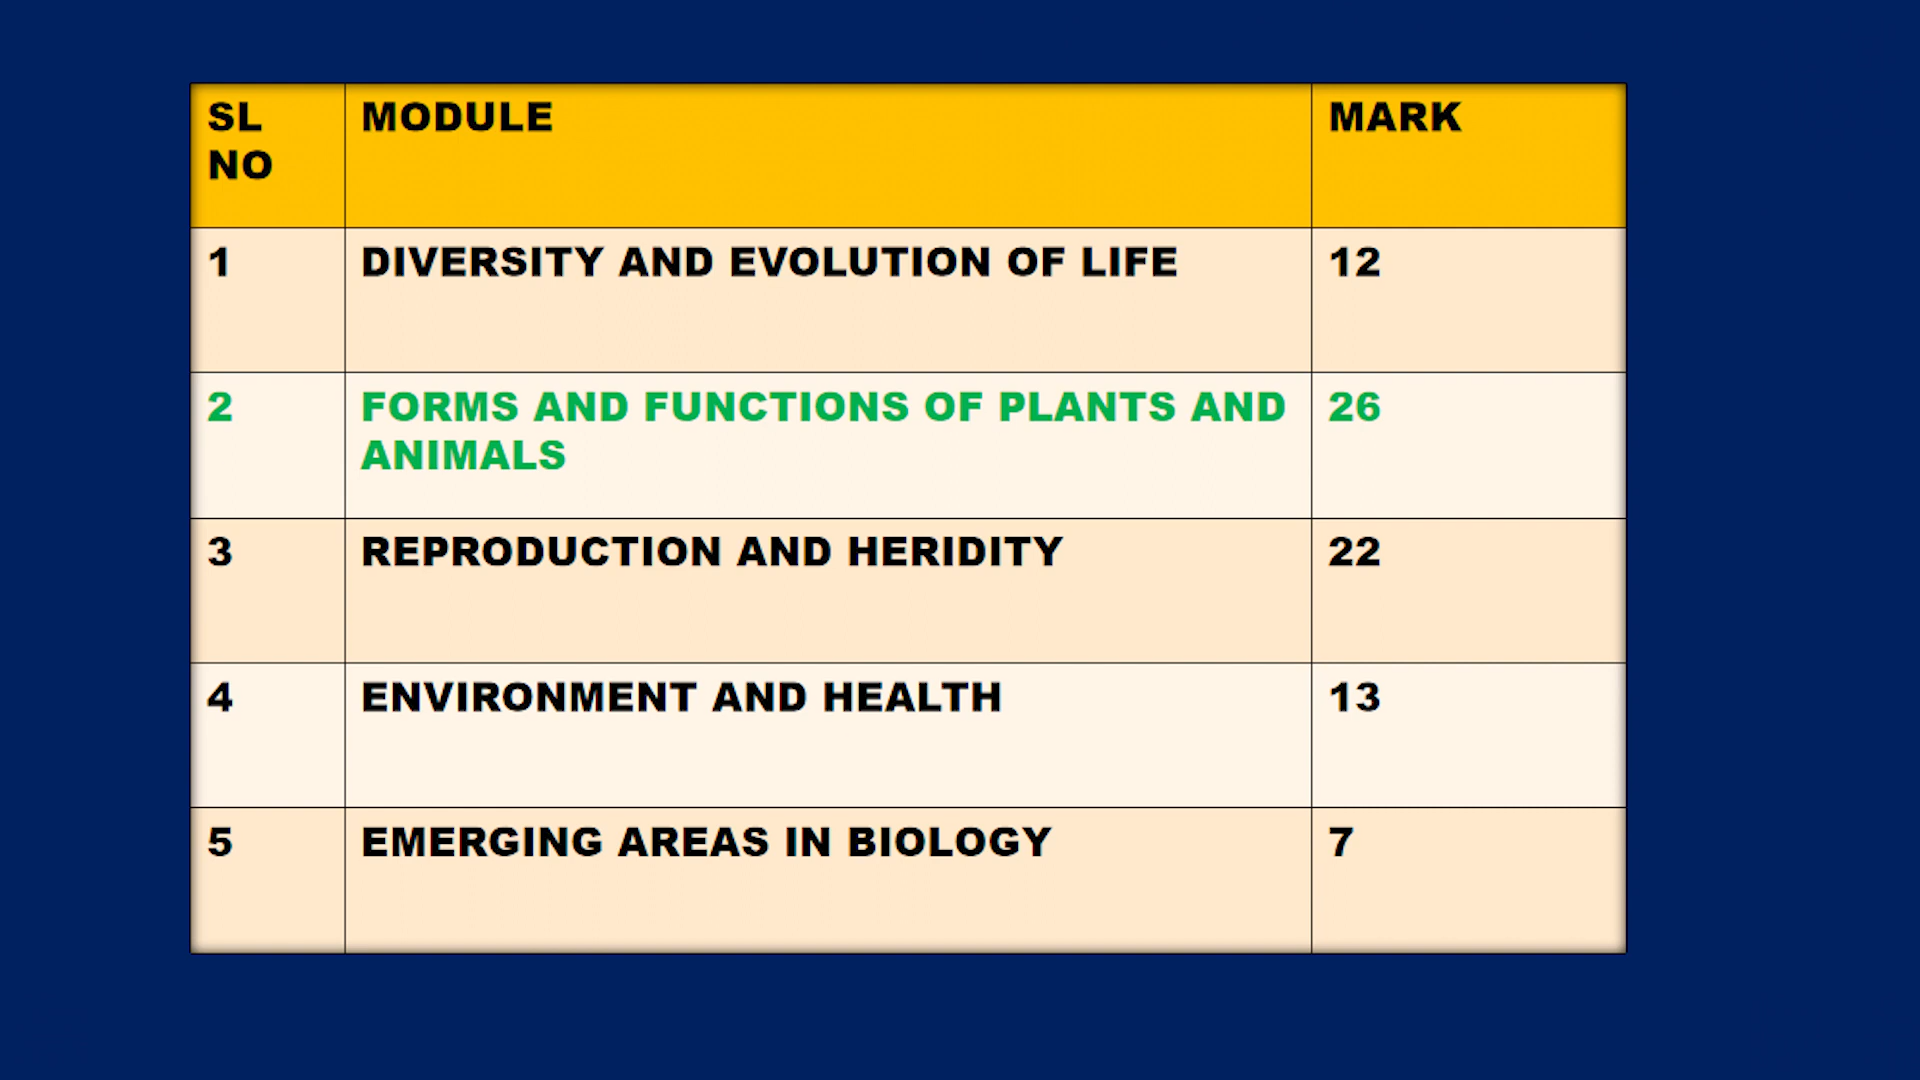 SL
NO
MODULE
MARK
1
DIVERSITY AND EVOLUTION OF LIFE
12
2
FORMS AND FUNCTIONS OF PLANTS AND
ANIMALS
26
3
REPRODUCTION AND HERIDITY
22
4
ENVIRONMENT AND HEALTH
13
5
EMERGING AREAS IN BIOLOGY
7